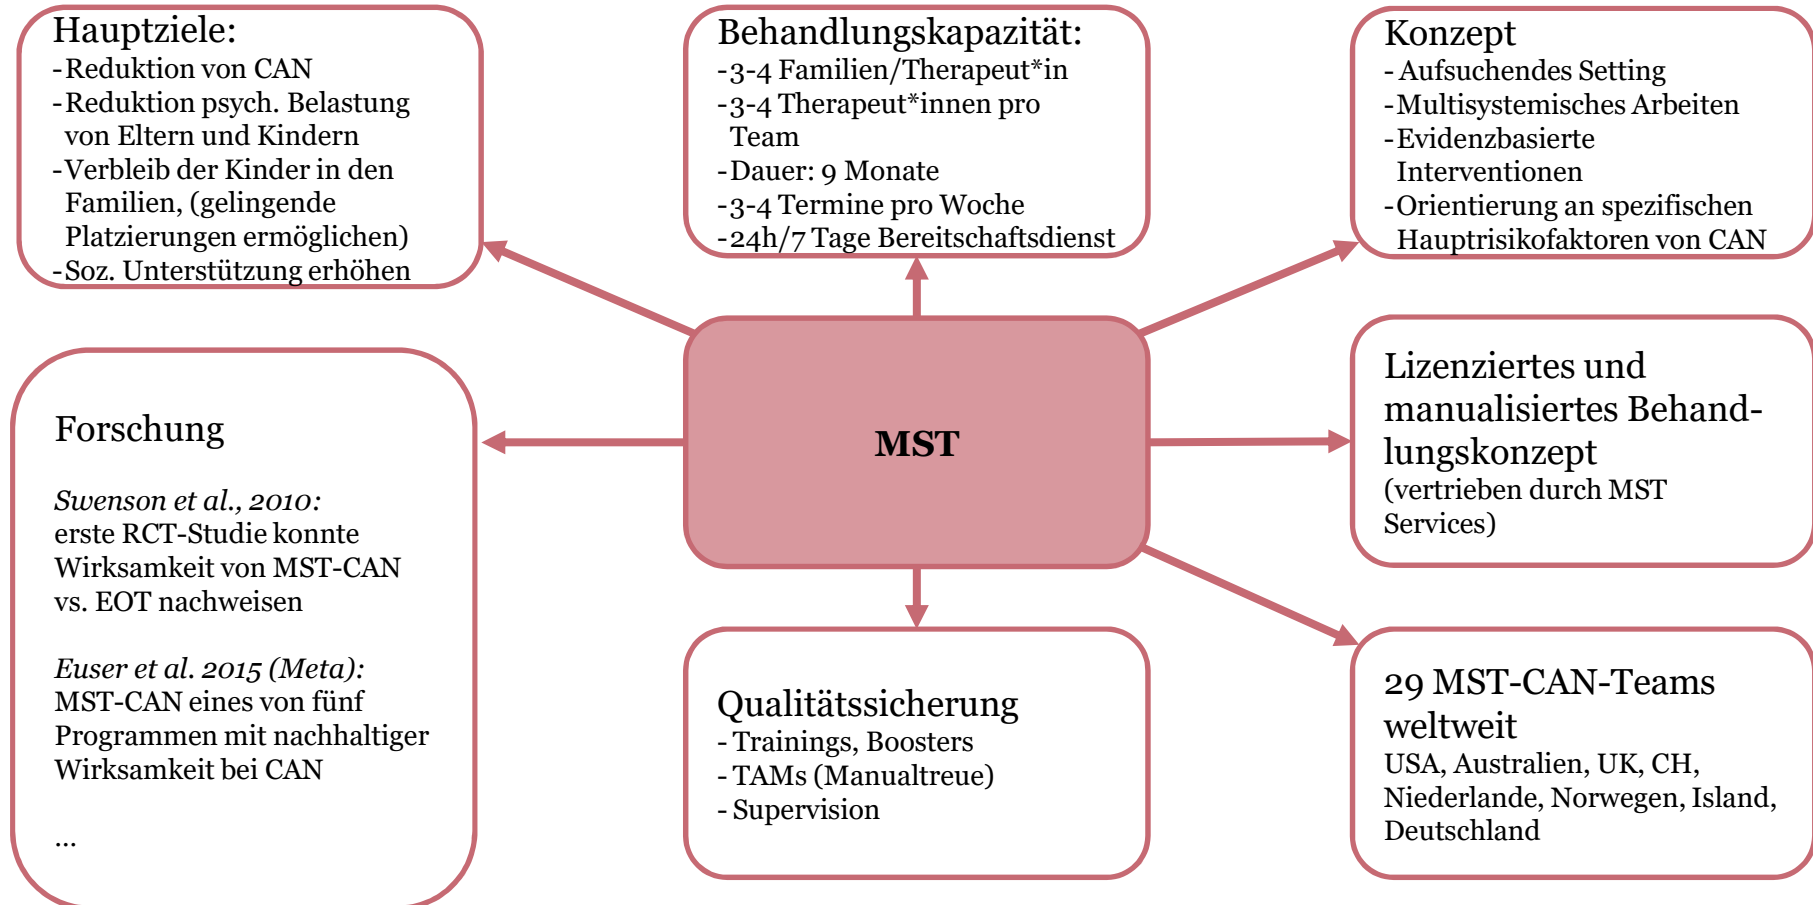 Hauptziele:
-Reduktion von CAN
-Reduktion psych. Belastung
von Eltern und Kindern
-Verbleib der Kinder in den
Familien, (gelingende
Platzierungen ermöglichen)
-Soz. Unterstützung erhöhen
Behandlungskapazität:
-3-4 Familien/Therapeut*in
-3-4 Therapeut*innen pro
Team
-Dauer: 9 Monate
-3-4 Termine pro Woche
-24h/7 Tage Bereitschaftsdienst
Konzept
- Aufsuchendes Setting
-Multisystemisches Arbeiten
-Evidenzbasierte
Interventionen
-Orientierung an spezifischen
Hauptrisikofaktoren von CAN
Forschung
Swenson et al., 2010:
erste RCT-Studie konnte
Wirksamkeit von MST-CAN
vs. EOT nachweisen
Euser et al. 2015 (Meta):
MST-CAN eines von fünf
Programmen mit nachhaltiger
Wirksamkeit bei CAN
...
MST
Lizenziertes und
manualisiertes Behand-
lungskonzept
(vertrieben durch MST
Services)
Qualitätssicherung
- Trainings, Boosters
- TAMs (Manualtreue)
- Supervision
29 MST-CAN-Teams
weltweit
USA, Australien, UK, CH,
Niederlande, Norwegen, Island,
Deutschland